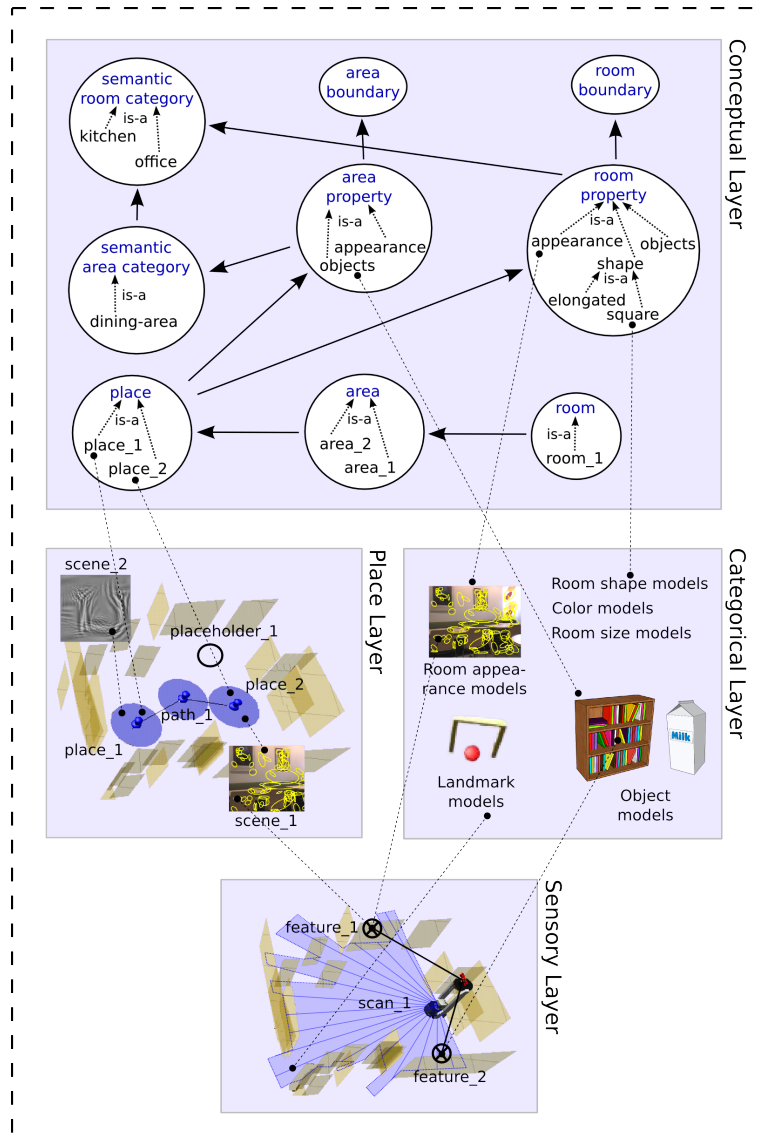 Conceptual Layer
semantic
room category
is-a
kitchen
office
area
boundary
room
boundary
area
property
is-a
appearance
objects
room
property
is-a
appearance
objects
shape
is-a
elongated
square
semantic
area category
is-a
dining-area
place
is-a
place_1
place_2
area
is-a
area_2
area_1
room
is-a
room_1
Place Layer
scene_2
placeholder_1
place_2
path_1
place_1
scene_1
Categorical Layer
Room shape models
Color models
Room size models
Room appea-
rance models
Landmark
models
Milk
Object
models
Sensory Layer
feature_1
scan_1
feature_2